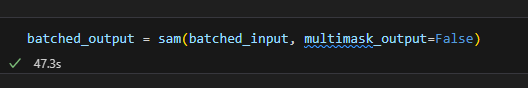 batched_output = sam(batched_input, multimask_output=False)
47.3s